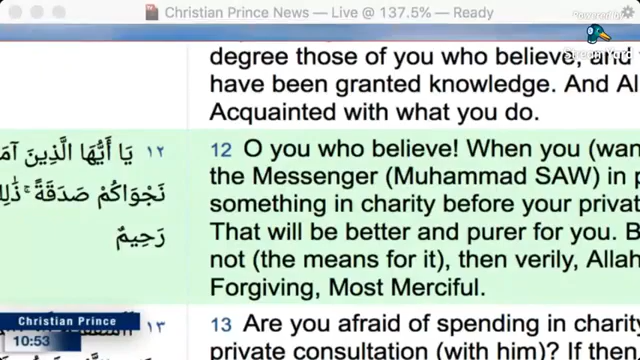 Christian Prince News — Live @ 137.5% — Ready
Powered by
StreamYard
degree those of you who believe, and
have been granted knowledge. And Al
Acquainted with what you do.
12 O you who believe! When you (wan
the Messenger (Muhammad SAW) in p
something in charity before your privat
That will be better and purer for you. B
not (the means for it), then verily, Allah
Forgiving, Most Merciful.
١٢ يَا أَيُّهَا الَّذِينَ آمَ
نَجْوَاكُمْ صَدَقَةً ۚ ذَٰلِ
رَحِيمٌ
13 Are you afraid of spending in charity
private consultation (with him)? If then
١٣
Christian Prince
10:53